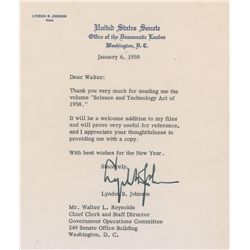 LYNDON B. JOHNSON
TEXAS
United States Senate
Office of the Democratic Leader
Washington, D. C.
January 6, 1959
Dear Walter:
Thank you very much for sending me the
volume "Science and Technology Act of
1958."
It will be a welcome addition to my files
and will prove very useful for reference,
and I appreciate your thoughtfulness in
providing me with a copy.
With best wishes for the New Year.
Sincerely,
Lyndon B. Johnson
Mr. Walter L. Reynolds
Chief Clerk and Staff Director
Government Operations Committee
249 Senate Office Building
Washington, D. C.